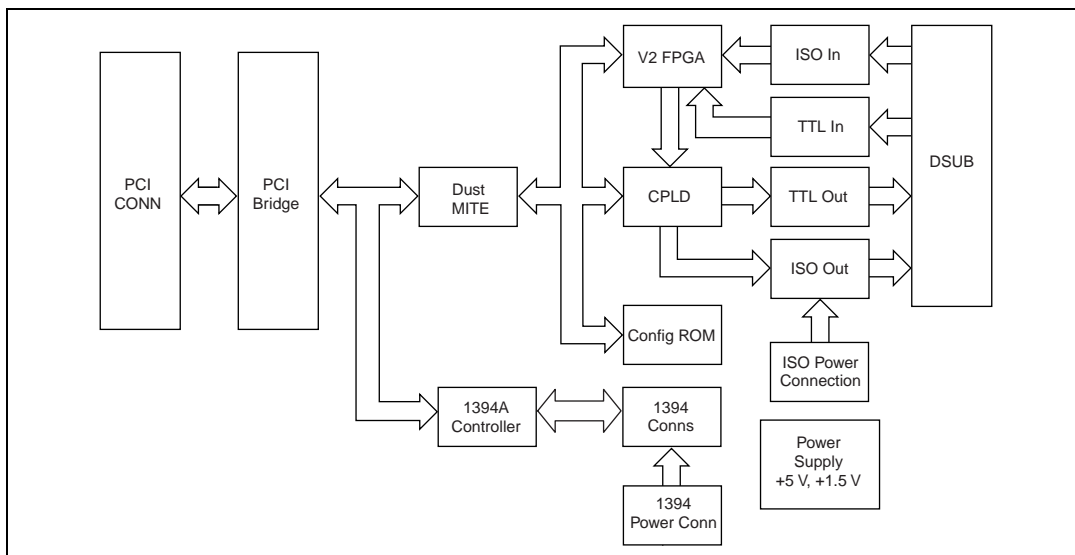 PCI
CONN
PCI
Bridge
Dust
MITE
V2 FPGA
ISO In
TTL In
CPLD
TTL Out
ISO Out
DSUB
Config ROM
ISO Power
Connection
1394A
Controller
1394
Conns
1394
Power Conn
Power
Supply
+5 V, +1.5 V